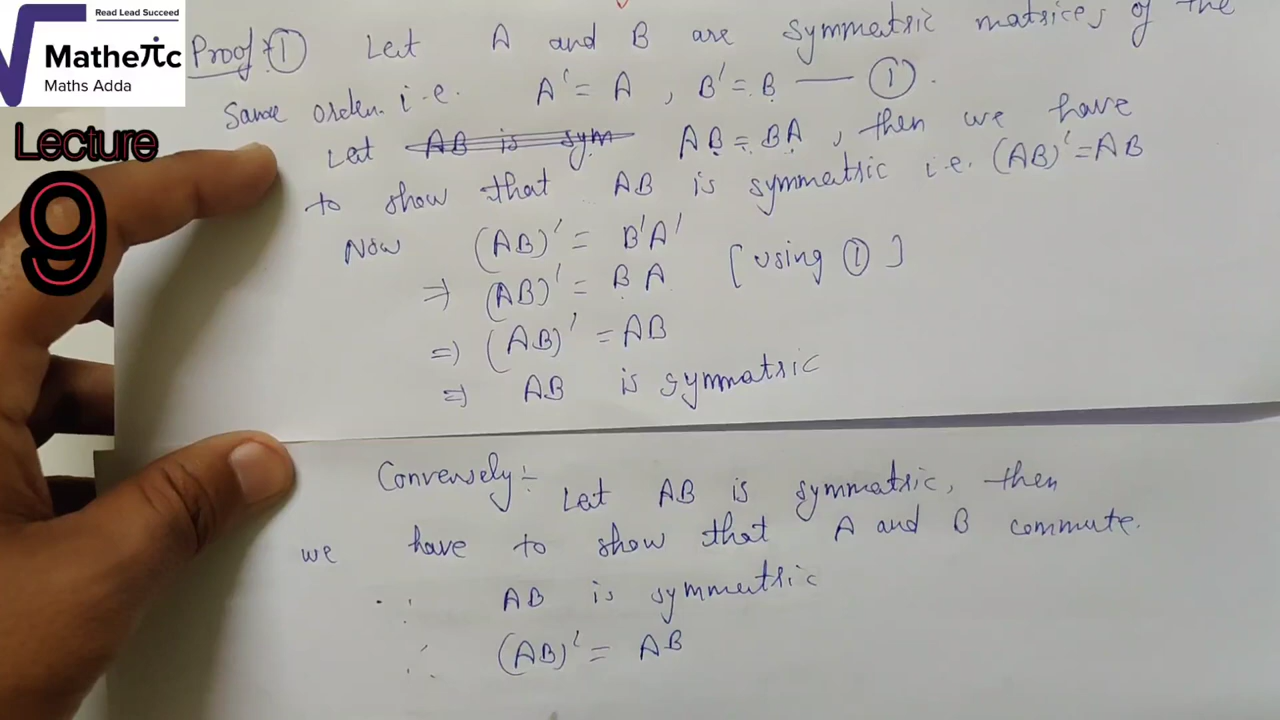 Read Lead Succeed
Matheπc
Maths Adda
Lecture
9
Proof :- ① Let A and B are symmetric matrices of the
Same order. i.e. A' = A , B' = B — ①.
Let AB is sym AB = BA , then we have
to show that AB is symmetric i.e. (AB)' = AB
Now (AB)' = B'A'
⇒ (AB)' = B A [using ①]
⇒ (AB)' = AB
⇒ AB is symmetric
Conversely :- Let AB is symmetric, then
we have to show that A and B commute.
∵ AB is symmetric
∴ (AB)' = AB